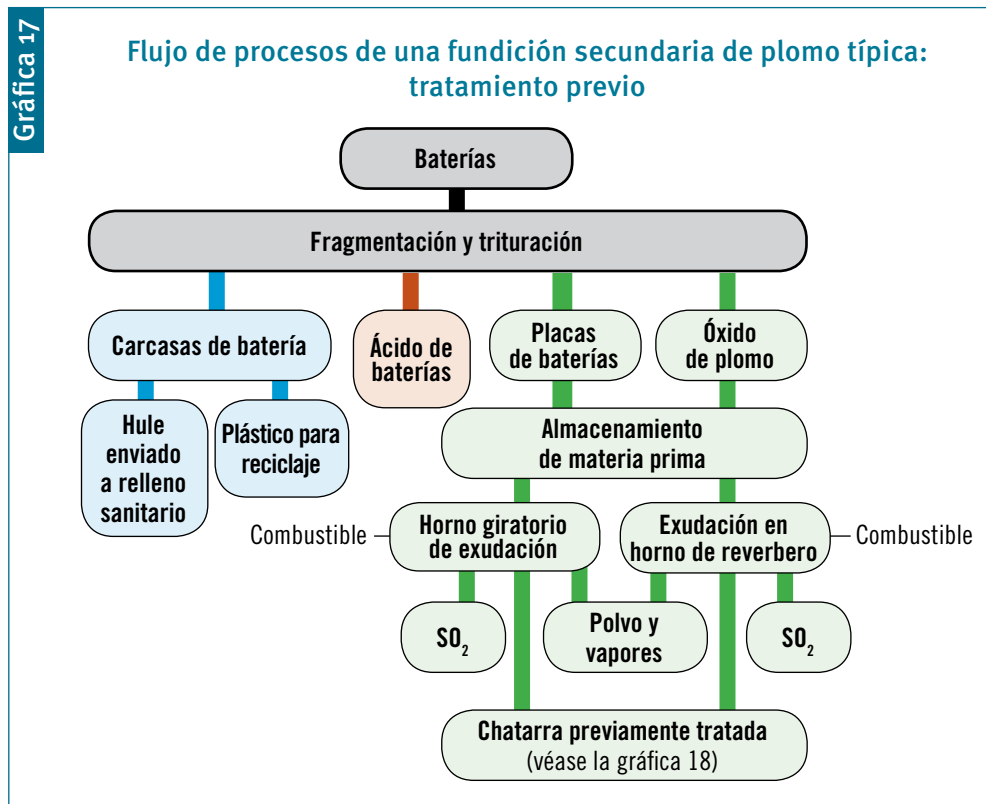 Gráfica 17
Flujo de procesos de una fundición secundaria de plomo típica:
tratamiento previo
Baterías
Fragmentación y trituración
Carcasas de batería
Ácido de
baterías
Placas
de baterías
Óxido
de plomo
Hule
enviado
a relleno
sanitario
Plástico para
reciclaje
Almacenamiento
de materia prima
Combustible
Horno giratorio
de exudación
Exudación en
horno de reverbero
Combustible
SO₂
Polvo y
vapores
SO₂
Chatarra previamente tratada
(véase la gráfica 18)